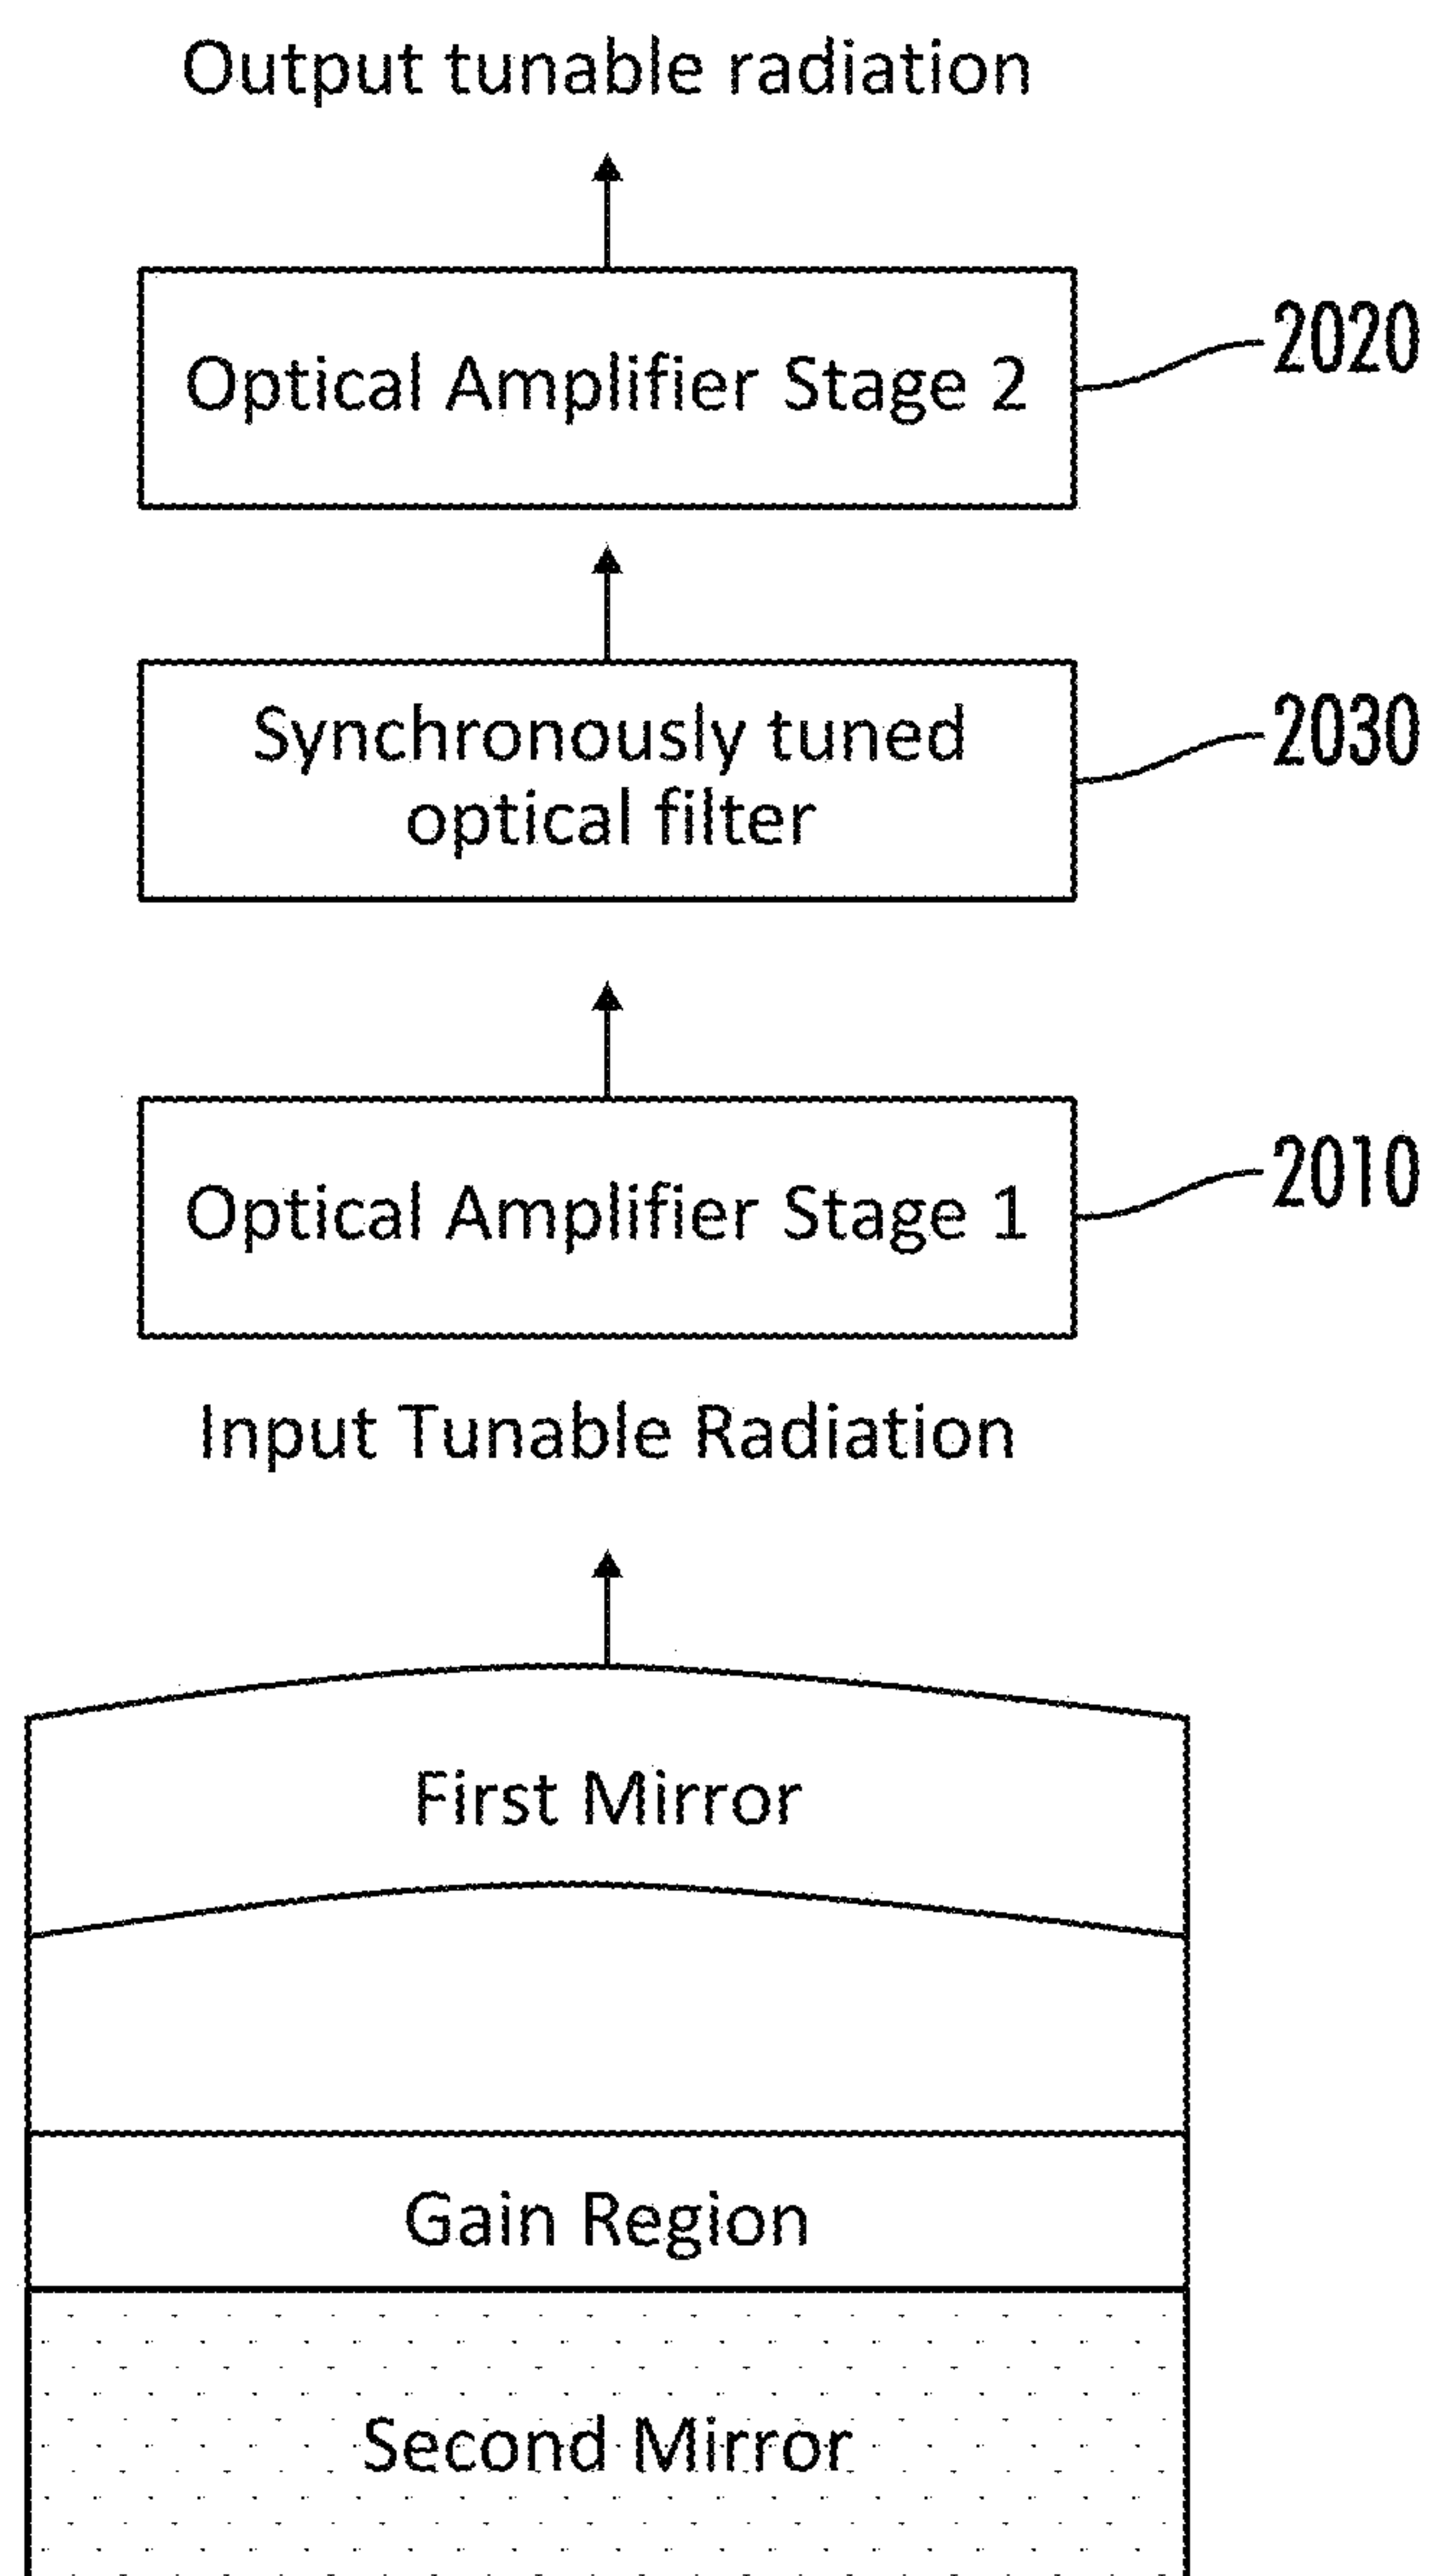 Output tunable radiation
Optical Amplifier Stage 2
2020
Synchronously tuned
optical filter
2030
Optical Amplifier Stage 1
2010
Input Tunable Radiation
First Mirror
Gain Region
Second Mirror